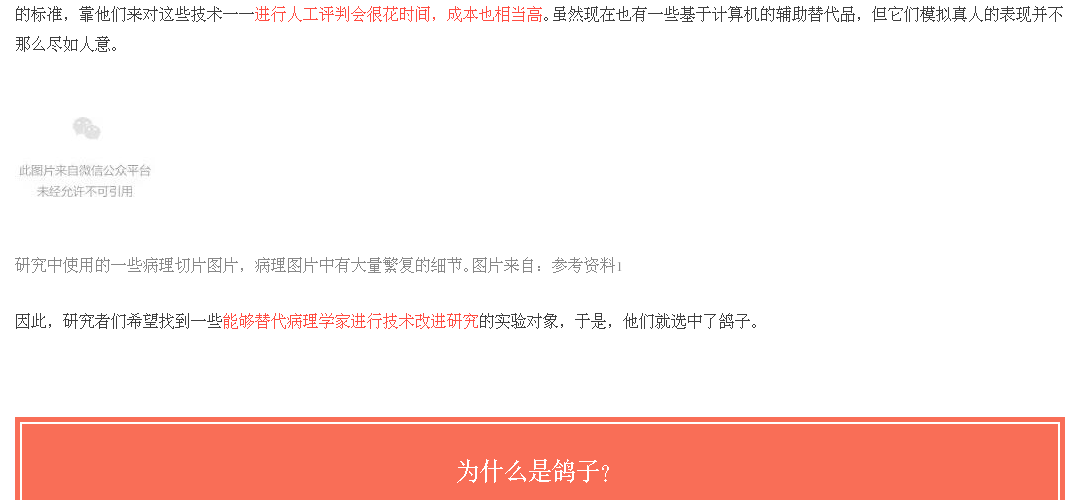 的标准，靠他们来对这些技术一一进行人工评判会很花时间，成本也相当高。虽然现在也有一些基于计算机的辅助替代品，但它们模拟真人的表现并不
那么尽如人意。
此图片来自微信公众平台
未经允许不可引用
研究中使用的一些病理切片图片，病理图片中有大量繁复的细节。图片来自：参考资料1
因此，研究者们希望找到一些能够替代病理学家进行技术改进研究的实验对象，于是，他们就选中了鸽子。
为什么是鸽子？